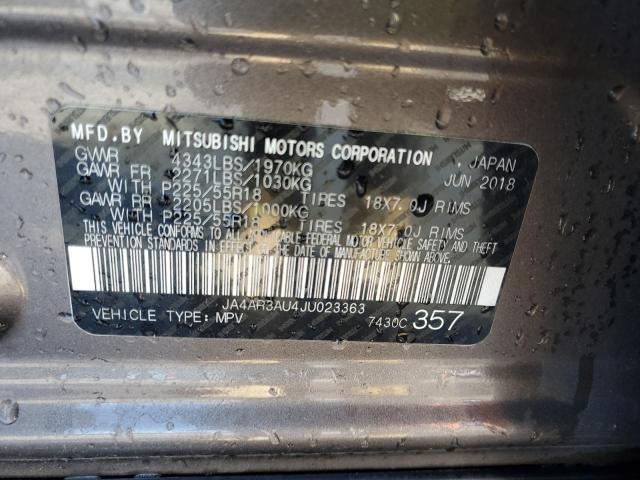 MFD. BY MITSUBISHI MOTORS CORPORATION , JAPAN
GVWR 4343LBS/1970KG JUN 2018
GAWR FR 2271LBS/1030KG
WITH P225/55R18 TIRES 18X7.0J RIMS
GAWR RR 2205LBS/1000KG
WITH P225/55R18 TIRES 18X7.0J RIMS
THIS VEHICLE CONFORMS TO ALL APPLICABLE FEDERAL MOTOR VEHICLE SAFETY AND THEFT
PREVENTION STANDARDS IN EFFECT ON THE DATE OF MANUFACTURE SHOWN ABOVE.
JA4AR3AU4JU023363
VEHICLE TYPE: MPV 7430C 357